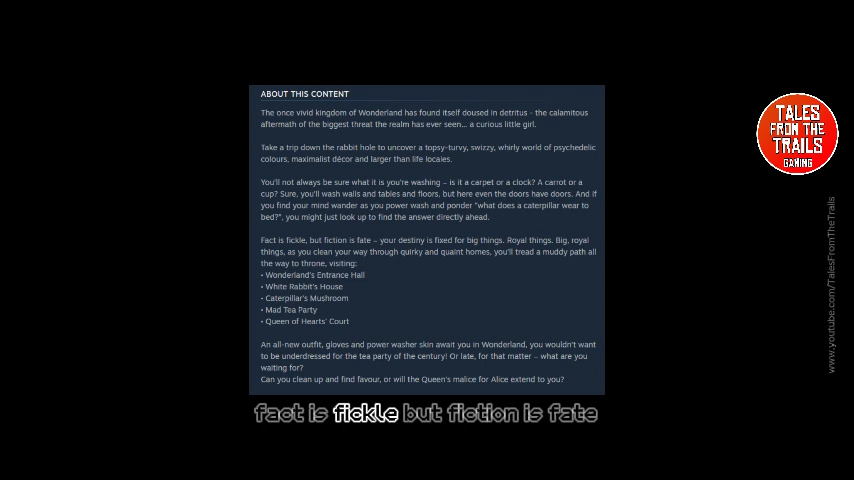 ABOUT THIS CONTENT
The once vivid kingdom of Wonderland has found itself doused in detritus - the calamitous
aftermath of the biggest threat the realm has ever seen... a curious little girl.
Take a trip down the rabbit hole to uncover a topsy-turvy, swizzy, whirly world of psychedelic
colours, maximalist décor and larger than life locales.
You'll not always be sure what it is you're washing – is it a carpet or a clock? A carrot or a
cup? Sure, you'll wash walls and tables and floors, but here even the doors have doors. And if
you find your mind wander as you power wash and ponder "what does a caterpillar wear to
bed?", you might just look up to find the answer directly ahead.
Fact is fickle, but fiction is fate – your destiny is fixed for big things. Royal things. Big, royal
things, as you clean your way through quirky and quaint homes, you'll tread a muddy path all
the way to throne, visiting:
• Wonderland's Entrance Hall
• White Rabbit's House
• Caterpillar's Mushroom
• Mad Tea Party
• Queen of Hearts' Court
An all-new outfit, gloves and power washer skin await you in Wonderland, you wouldn't want
to be underdressed for the tea party of the century! Or late, for that matter – what are you
waiting for?
Can you clean up and find favour, or will the Queen's malice for Alice extend to you?
fact is fickle but fiction is fate
TALES
FROM THE
TRAILS
GAMING
www.youtube.com/TalesFromTheTrails